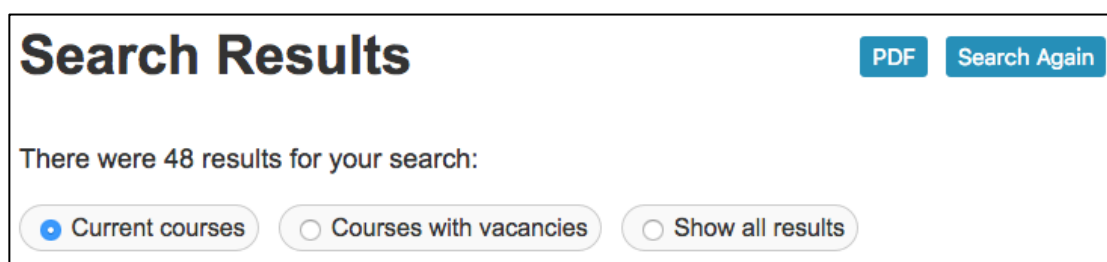 Search Results
PDF
Search Again
There were 48 results for your search:
Current courses
Courses with vacancies
Show all results